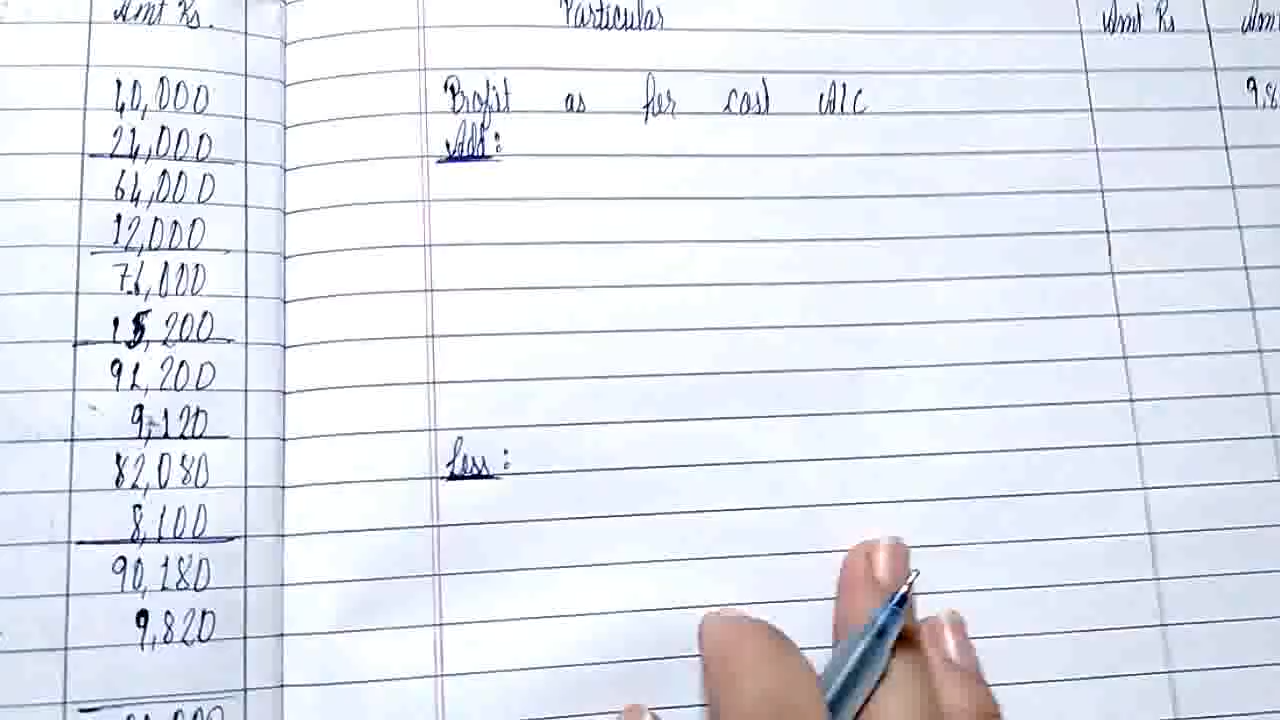 Amt Rs.
40,000
24,000
64,000
12,000
76,000
15,200
91,200
9,120
82,080
8,100
90,180
9,820
Particular
Amt Rs
Profit as per cost A/C
Add:
Less: